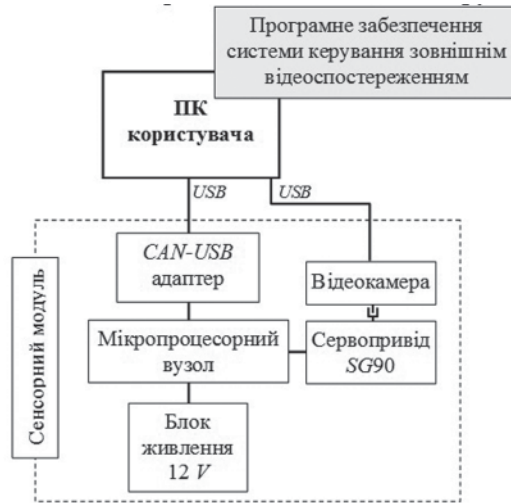 Програмне забезпечення
системи керування зовнішнім
відеоспостереженням
ПК
користувача
USB
USB
Сенсорний модуль
CAN-USB
адаптер
Відеокамера
Мікропроцесорний
вузол
Сервопривід
SG90
Блок
живлення
12 V